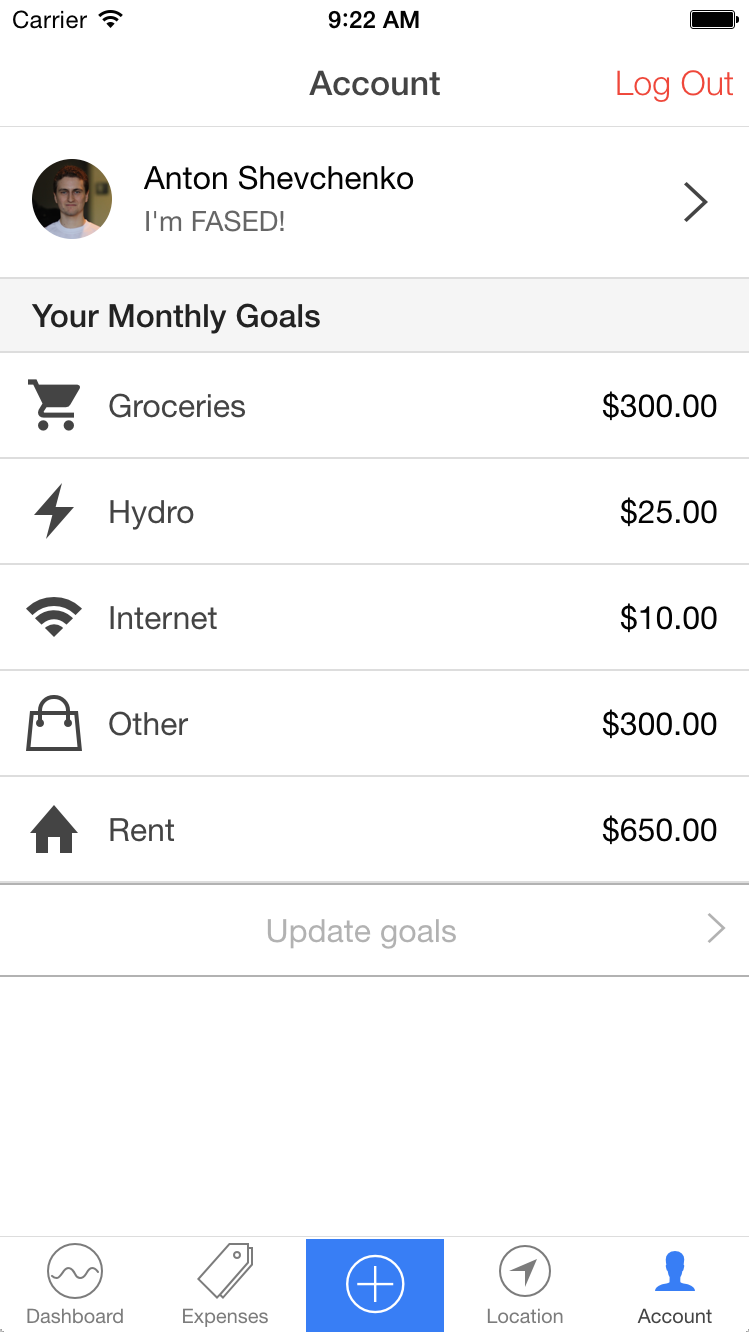 Carrier 9:22 AM
Account Log Out
Anton Shevchenko
I'm FASED!
Your Monthly Goals
Groceries $300.00
Hydro $25.00
Internet $10.00
Other $300.00
Rent $650.00
Update goals
Dashboard Expenses Location Account